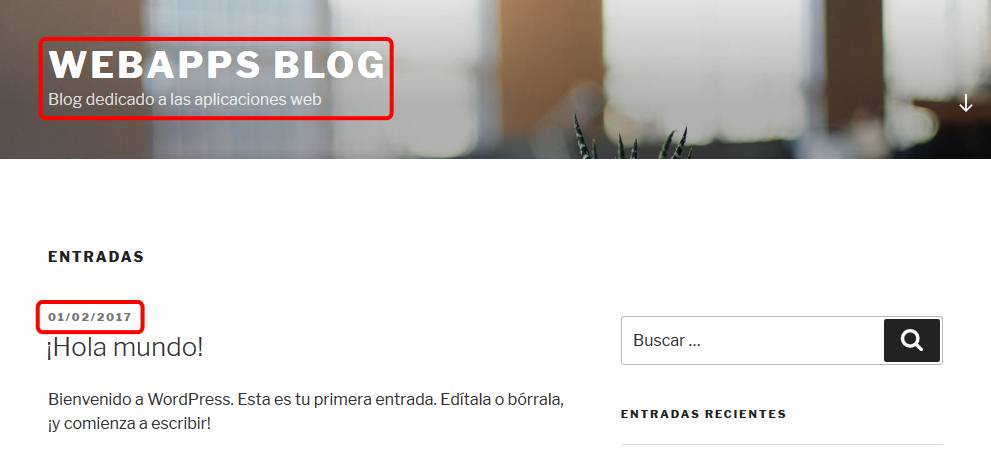 WEBAPPS BLOG
Blog dedicado a las aplicaciones web
ENTRADAS
01/02/2017
¡Hola mundo!
Bienvenido a WordPress. Esta es tu primera entrada. Edítala o bórrala,
¡y comienza a escribir!
Buscar ...
ENTRADAS RECIENTES